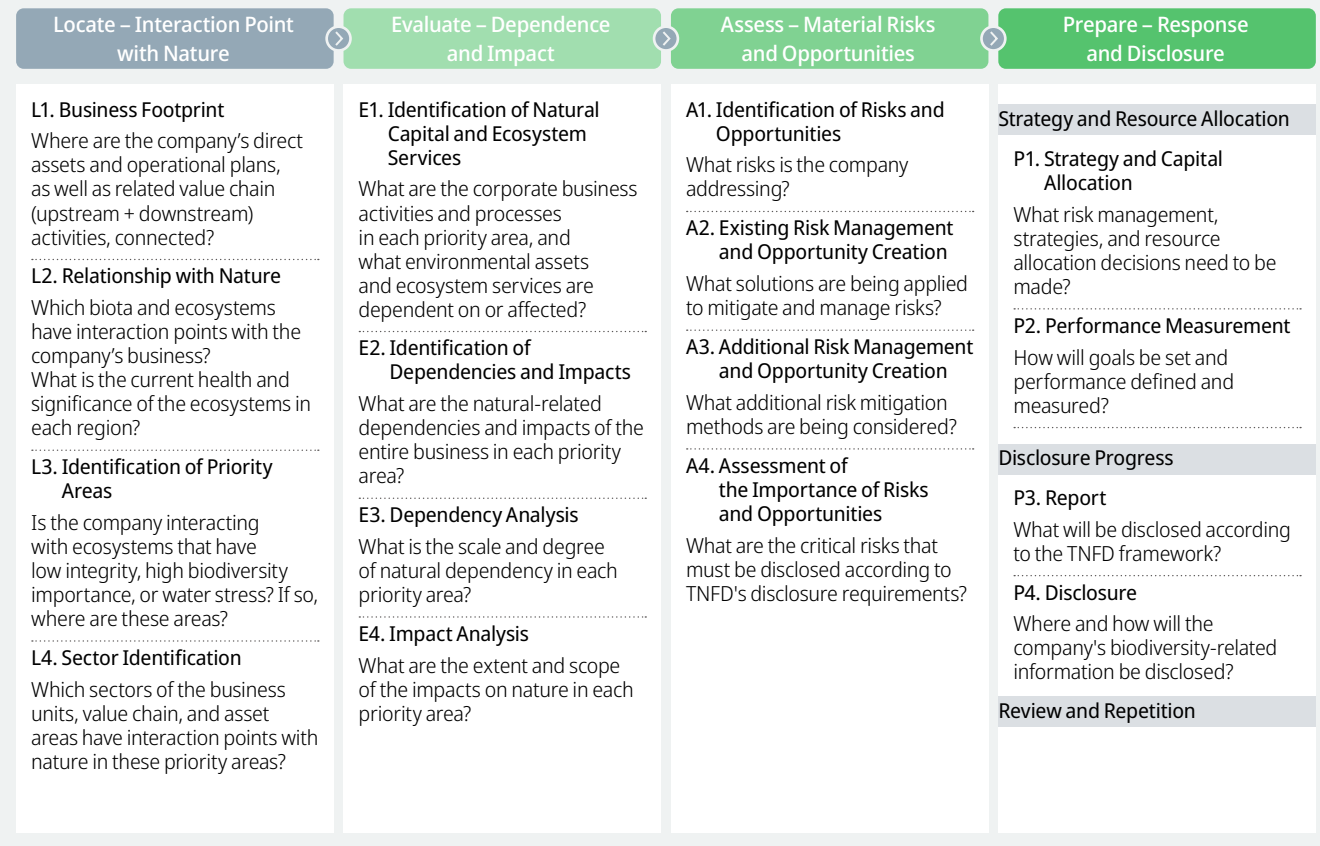 Locate – Interaction Point
with Nature
Evaluate – Dependence
and Impact
Assess – Material Risks
and Opportunities
Prepare – Response
and Disclosure
L1. Business Footprint
Where are the company’s direct
assets and operational plans,
as well as related value chain
(upstream + downstream)
activities, connected?
L2. Relationship with Nature
Which biota and ecosystems
have interaction points with the
company’s business?
What is the current health and
significance of the ecosystems in
each region?
L3. Identification of Priority
Areas
Is the company interacting
with ecosystems that have
low integrity, high biodiversity
importance, or water stress? If so,
where are these areas?
L4. Sector Identification
Which sectors of the business
units, value chain, and asset
areas have interaction points with
nature in these priority areas?
E1. Identification of Natural
Capital and Ecosystem
Services
What are the corporate business
activities and processes
in each priority area, and
what environmental assets
and ecosystem services are
dependent on or affected?
E2. Identification of
Dependencies and Impacts
What are the natural-related
dependencies and impacts of the
entire business in each priority
area?
E3. Dependency Analysis
What is the scale and degree
of natural dependency in each
priority area?
E4. Impact Analysis
What are the extent and scope
of the impacts on nature in each
priority area?
A1. Identification of Risks and
Opportunities
What risks is the company
addressing?
A2. Existing Risk Management
and Opportunity Creation
What solutions are being applied
to mitigate and manage risks?
A3. Additional Risk Management
and Opportunity Creation
What additional risk mitigation
methods are being considered?
A4. Assessment of
the Importance of Risks
and Opportunities
What are the critical risks that
must be disclosed according to
TNFD's disclosure requirements?
Strategy and Resource Allocation
P1. Strategy and Capital
Allocation
What risk management,
strategies, and resource
allocation decisions need to be
made?
P2. Performance Measurement
How will goals be set and
performance defined and
measured?
Disclosure Progress
P3. Report
What will be disclosed according
to the TNFD framework?
P4. Disclosure
Where and how will the
company's biodiversity-related
information be disclosed?
Review and Repetition